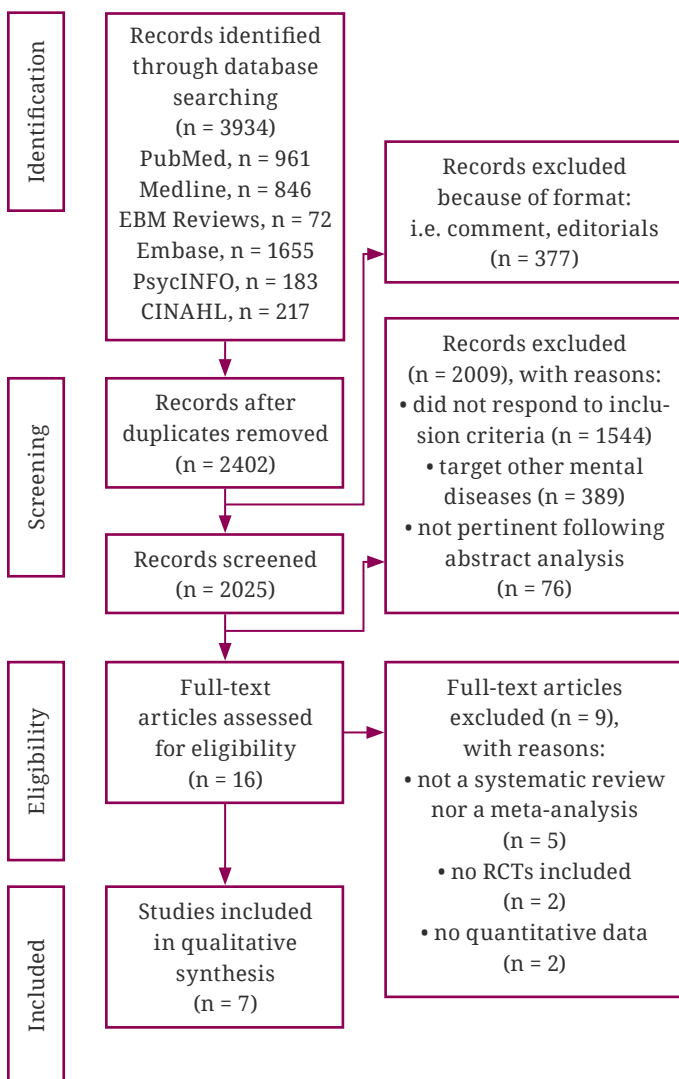 Identification
Records identified
through database
searching
(n = 3934)
PubMed, n = 961
Medline, n = 846
EBM Reviews, n = 72
Embase, n = 1655
PsycINFO, n = 183
CINAHL, n = 217
Records excluded
because of format:
i.e. comment, editorials
(n = 377)
Screening
Records after
duplicates removed
(n = 2402)
Records excluded
(n = 2009), with reasons:
• did not respond to inclu-
sion criteria (n = 1544)
• target other mental
diseases (n = 389)
• not pertinent following
abstract analysis
(n = 76)
Records screened
(n = 2025)
Eligibility
Full-text
articles assessed
for eligibility
(n = 16)
Full-text articles
excluded (n = 9),
with reasons:
• not a systematic review
nor a meta-analysis
(n = 5)
• no RCTs included
(n = 2)
• no quantitative data
(n = 2)
Included
Studies included
in qualitative
synthesis
(n = 7)